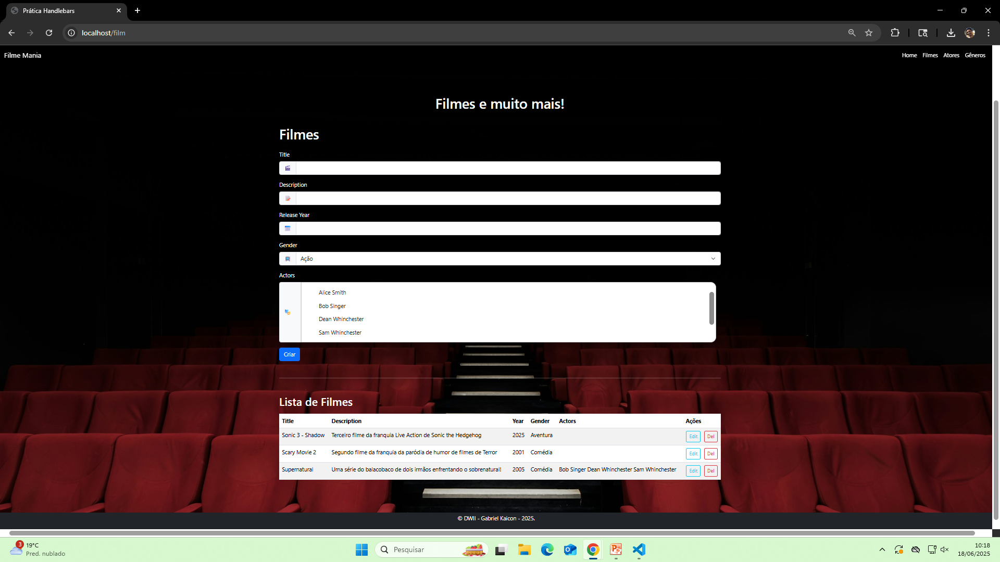 Prática Handlebars
localhost/film
Filme Mania
Home Filmes Atores Gêneros
Filmes e muito mais!
Filmes
Title
Description
Release Year
Gender
Ação
Actors
Alice Smith
Bob Singer
Dean Whinchester
Sam Whinchester
Criar
Lista de Filmes
Title Description Year Gender Actors Ações
Sonic 3 - Shadow Terceiro filme da franquia Live Action de Sonic the Hedgehog 2025 Aventura Edit Del
Scary Movie 2 Segundo filme da franquia da paródia de humor de filmes de Terror 2001 Comédia Edit Del
Supernatural Uma série do balacobaco de dois irmãos enfrentando o sobrenatural! 2005 Comédia Bob Singer Dean Whinchester Sam Whinchester Edit Del
© DWII - Gabriel Kaicon - 2025.
3
19°C
Pred. nublado
Pesquisar
10:18
18/06/2025